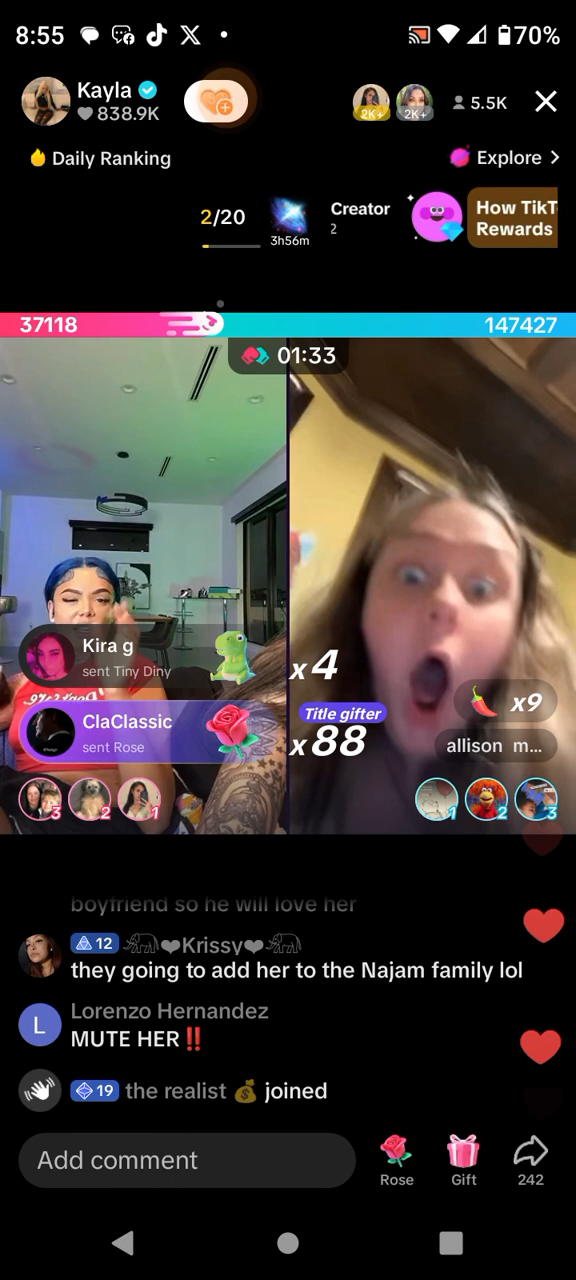 8:55
70%
Kayla
838.9K
2K+
2K+
5.5K
Daily Ranking
Explore >
2/20
3h56m
Creator
2
How TikT
Rewards
37118
147427
01:33
Kira g
sent Tiny Diny
x4
x9
Title gifter
ClaClassic
sent Rose
x88
allison m...
3
2
1
1
2
3
boyfriend so he will love her
12 🐘❤Krissy❤🐘
they going to add her to the Najam family lol
L
Lorenzo Hernandez
MUTE HER‼️
19 the realist 💰 joined
Add comment
Rose
Gift
242